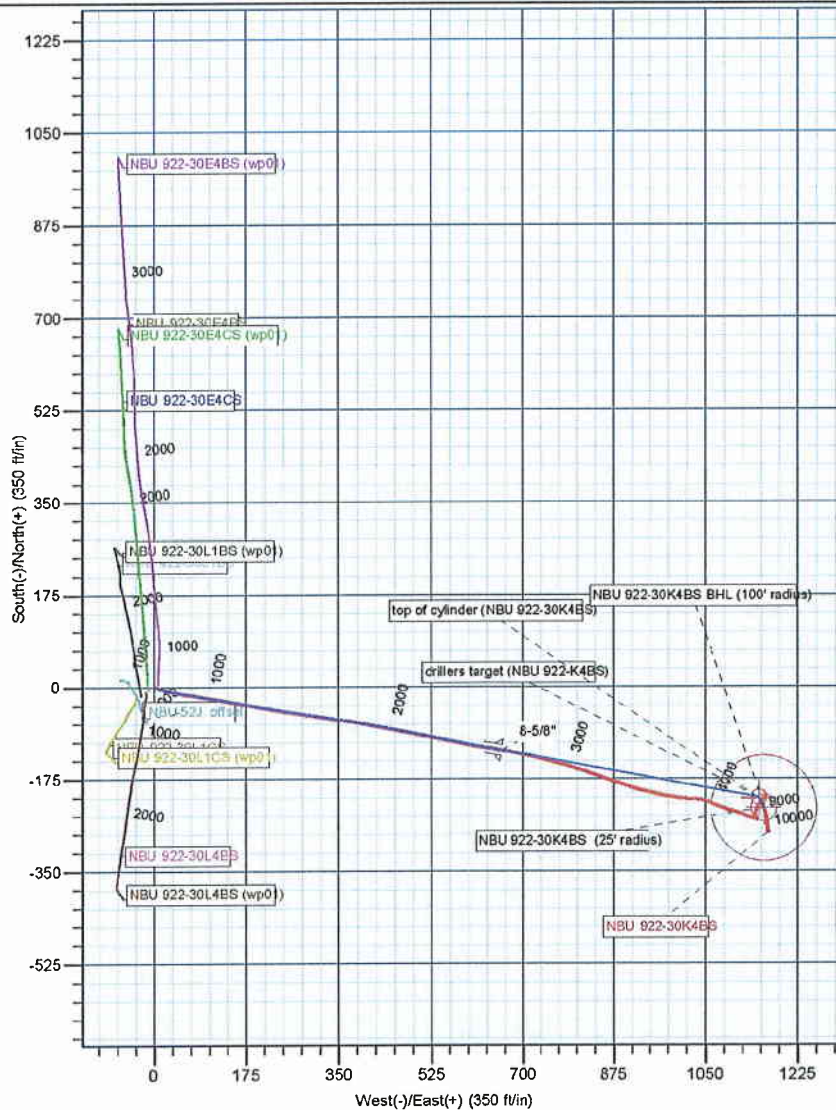 1225
1050
NBU 922-30E4BS (wp01)
875
3000
700
NBU 922-30E4BS
NBU 922-30E4CS (wp01)
525
NBU 922-30E4CS
2000
350
2000
NBU 922-30L1BS (wp01)
175
2000
NBU 922-30K4BS BHL (100' radius)
top of cylinder (NBU 922-30K4BS)
1000
1000
1000
drillers target (NBU 922-K4BS)
0
2000
NBU-52J offset
8-5/8"
3000
1000
NBU 922-30L1CS (wp01)
-175
9000
10000
2000
NBU 922-30K4BS (25' radius)
NBU 922-30L4BS
-350
NBU 922-30L4BS (wp01)
NBU 922-30K4BS
-525
South(-)/North(+) (350 ft/in)
0
175
350
525
700
875
1050
1225
West(-)/East(+) (350 ft/in)